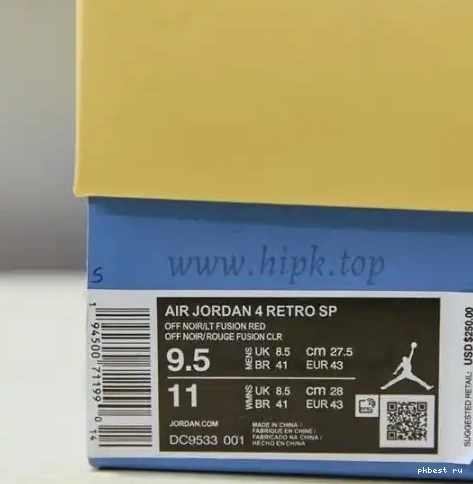 S
www.hipk.top
AIR JORDAN 4 RETRO SP
OFF NOIR/LT FUSION RED
OFF NOIR/ROUGE FUSION CLR
9.5 MENS UK 8.5 cm 27.5
BR 41 EUR 43
11 WMNS UK 8.5 cm 28
BR 41 EUR 43
JORDAN.COM
DC9533 001
MADE IN CHINA /
FABRIQUE EN CHINE /
FABRICADO NA CHINA /
HECHO EN CHINA
1 94500 71199 0 14
SUGGESTED RETAIL: USD $250.00
pkbest ru